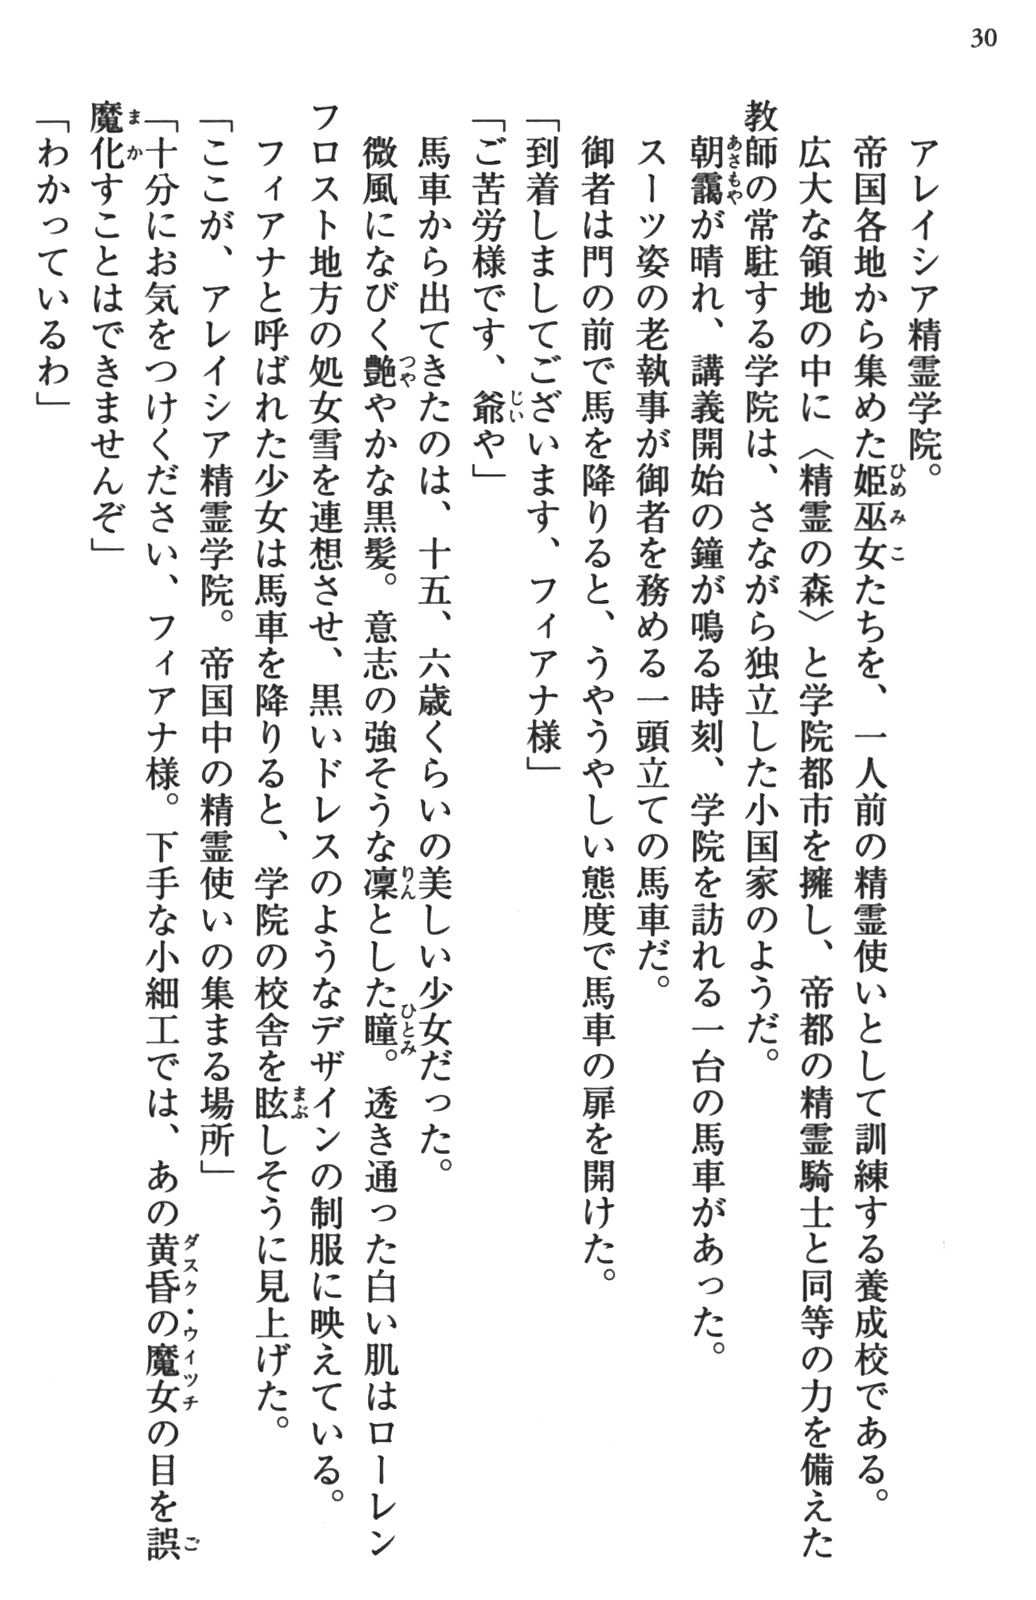 30
アレイシア精霊学院。
帝国各地から集めた姫巫女たちを、一人前の精霊使いとして訓練する養成校である。
広大な領地の中に〈精霊の森〉と学院都市を擁し、帝都の精霊騎士と同等の力を備えた
教師の常駐する学院は、さながら独立した小国家のようだ。
朝靄が晴れ、講義開始の鐘が鳴る時刻、学院を訪れる一台の馬車があった。
スーツ姿の老執事が御者を務める一頭立ての馬車だ。
御者は門の前で馬を降りると、うやうやしい態度で馬車の扉を開けた。
「到着しましてございます、フィアナ様」
「ご苦労様です、爺や」
馬車から出てきたのは、十五、六歳くらいの美しい少女だった。
微風になびく艶やかな黒髪。意志の強そうな凛とした瞳。透き通った白い肌はローレン
フロスト地方の処女雪を連想させ、黒いドレスのようなデザインの制服に映えている。
フィアナと呼ばれた少女は馬車を降りると、学院の校舎を眩しそうに見上げた。
「ここが、アレイシア精霊学院。帝国中の精霊使いの集まる場所」
「十分にお気をつけください、フィアナ様。下手な小細工では、あの黄昏の魔女の目を誤
魔化すことはできませんぞ」
「わかっているわ」